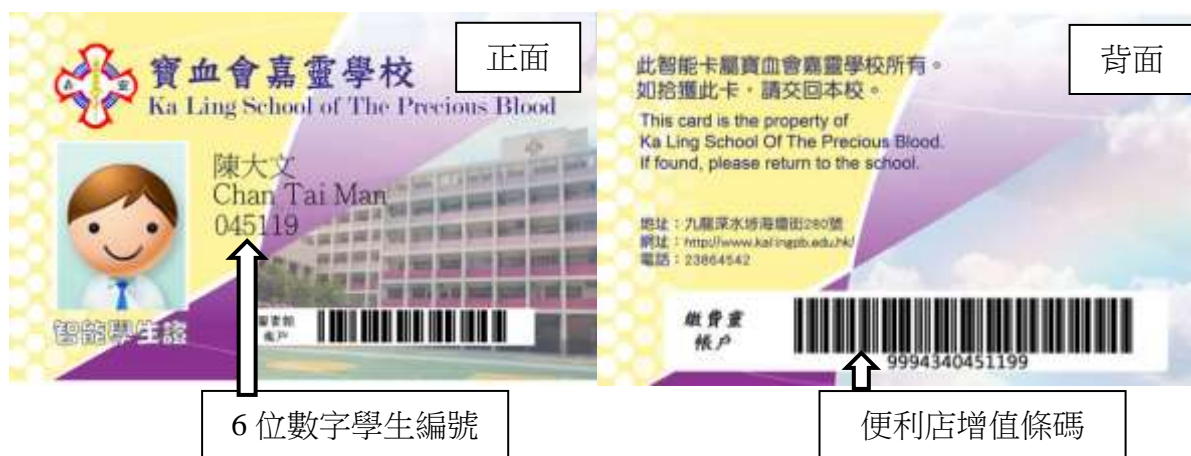 正面
寶血會嘉靈學校
Ka Ling School of The Precious Blood
陳大文
Chan Tai Man
045119
智能學生證
圖書館
帳戶
6 位數字學生編號
背面
此智能卡屬寶血會嘉靈學校所有。
如拾獲此卡，請交回本校。
This card is the property of
Ka Ling School Of The Precious Blood.
If found, please return to the school.
地址：九龍深水埗海壇街280號
網址：http://www.kalingpb.edu.hk/
電話：23864542
繳費靈
帳戶
9994340451199
便利店增值條碼